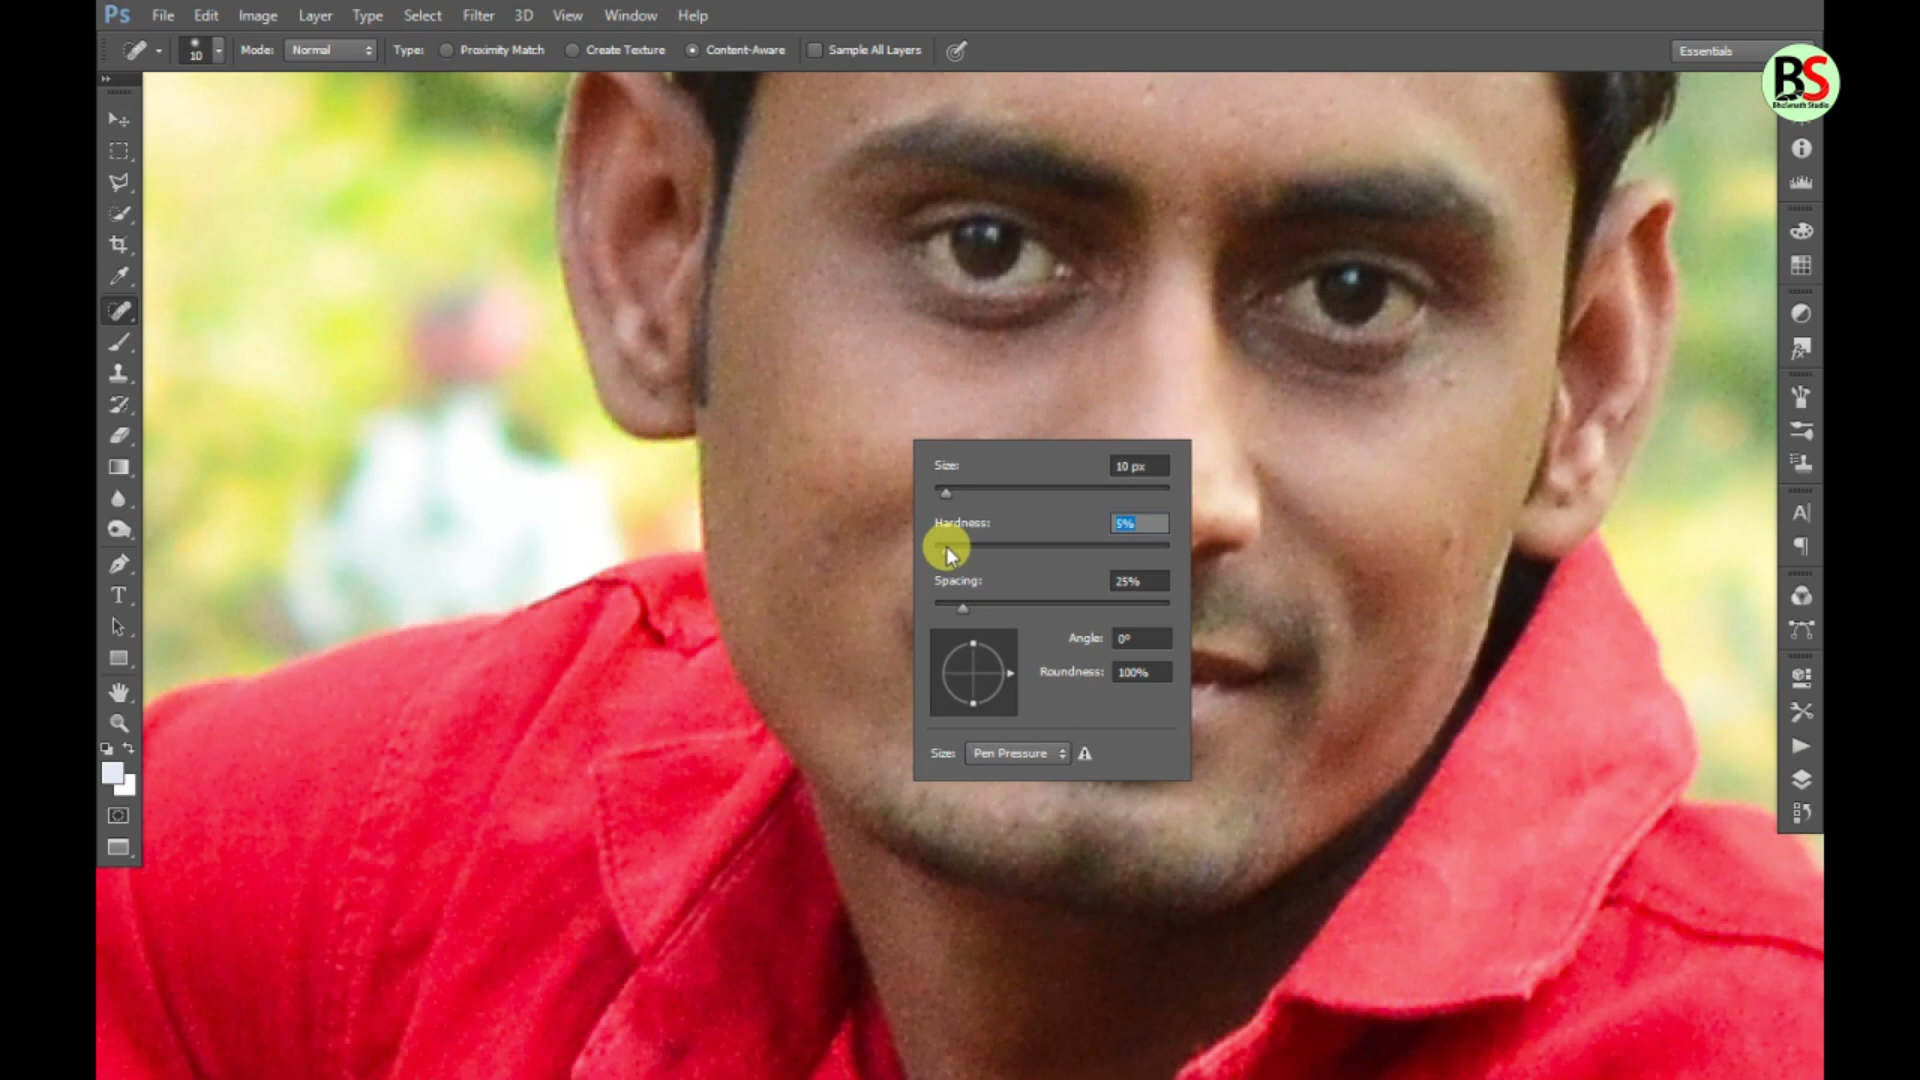 Ps File Edit Image Layer Type Select Filter 3D View Window Help
10 Mode: Normal Type: Proximity Match Create Texture Content-Aware Sample All Layers Essentials
BS
Bholenath Studio
Size: 10 px
Hardness: 5%
Spacing: 25%
Angle: 0°
Roundness: 100%
Size: Pen Pressure